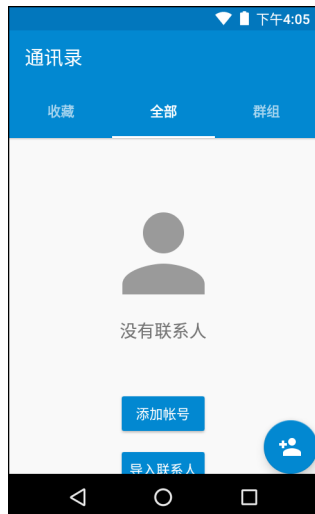 下午4:05
通讯录
收藏 全部 群组
没有联系人
添加帐号
导入联系人